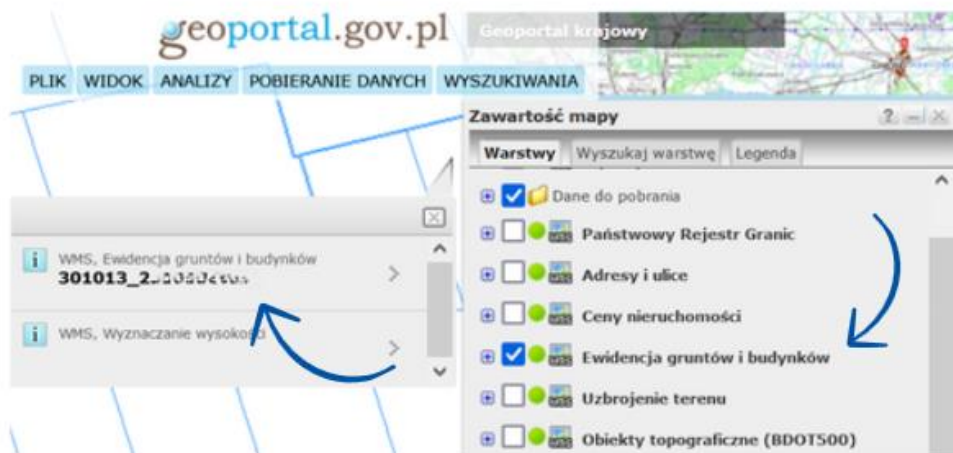 geoportal.gov.pl
Geoportal krajowy
PLIK WIDOK ANALIZY POBIERANIE DANYCH WYSZUKIWANIA
Zawartość mapy
Warstwy Wyszukaj warstwę Legenda
Dane do pobrania
Państwowy Rejestr Granic
Adresy i ulice
Ceny nieruchomości
Ewidencja gruntów i budynków
Uzbrojenie terenu
Obiekty topograficzne (BDOT500)
WMS, Ewidencja gruntów i budynków
301013_2
WMS, Wyznaczanie wysokości